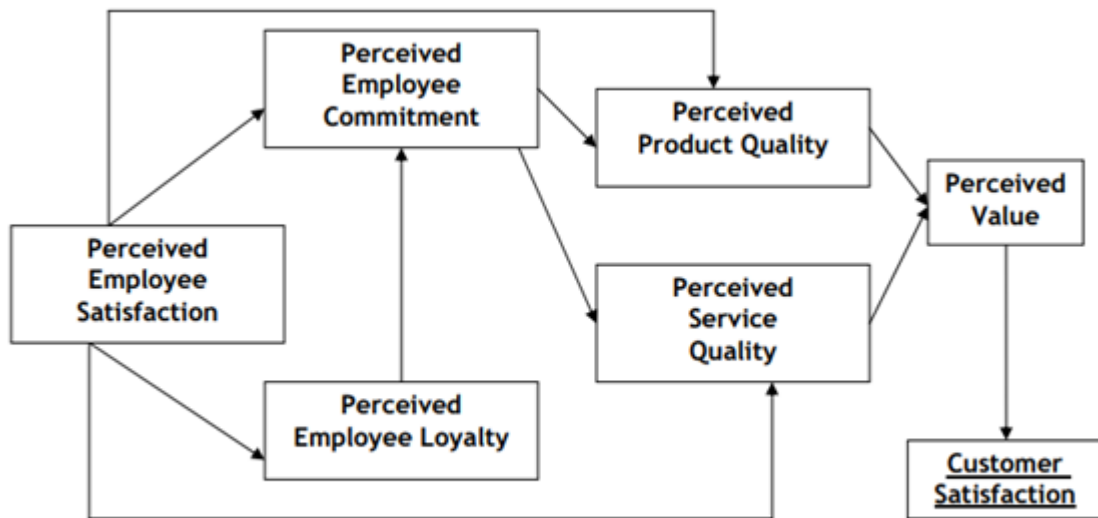 Perceived
Employee
Commitment
Perceived
Product Quality
Perceived
Value
Perceived
Employee
Satisfaction
Perceived
Service
Quality
Perceived
Employee Loyalty
Customer
Satisfaction